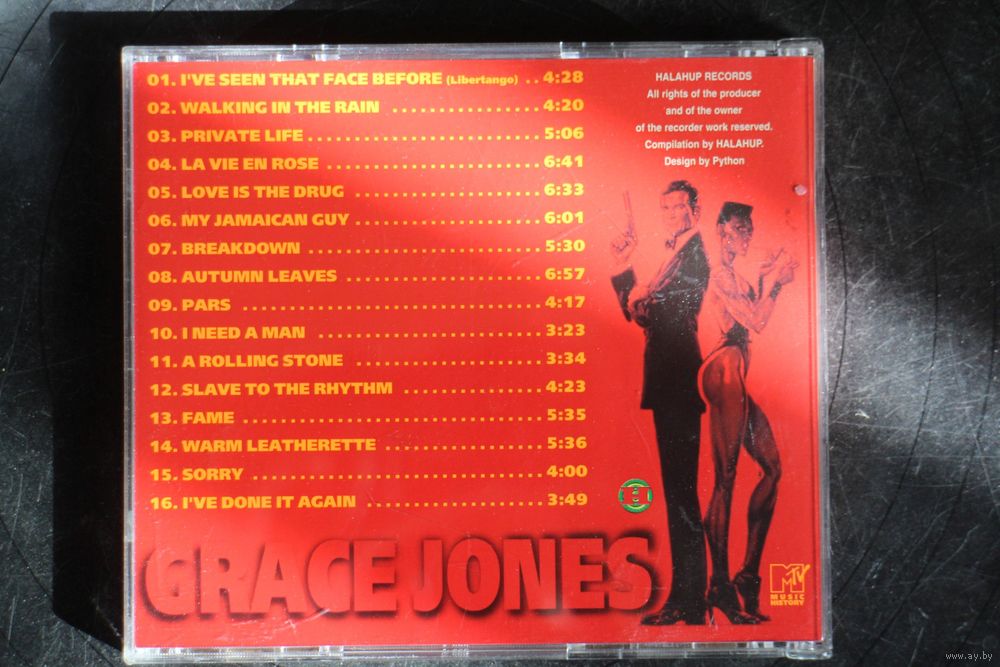 01. I'VE SEEN THAT FACE BEFORE (Libertango) .. 4:28
02. WALKING IN THE RAIN ................. 4:20
03. PRIVATE LIFE .......................... 5:06
04. LA VIE EN ROSE ........................ 6:41
05. LOVE IS THE DRUG ..................... 6:33
06. MY JAMAICAN GUY ..................... 6:01
07. BREAKDOWN ........................... 5:30
08. AUTUMN LEAVES ....................... 6:57
09. PARS .................................. 4:17
10. I NEED A MAN ......................... 3:23
11. A ROLLING STONE ..................... 3:34
12. SLAVE TO THE RHYTHM ............... 4:23
13. FAME ................................. 5:35
14. WARM LEATHERETTE ................. 5:36
15. SORRY ................................ 4:00
16. I'VE DONE IT AGAIN ................... 3:49
HALAHUP RECORDS
All rights of the producer
and of the owner
of the recorder work reserved.
Compilation by HALAHUP.
Design by Python
H
GRACE JONES
MTV
MUSIC
HISTORY
www.ay.by